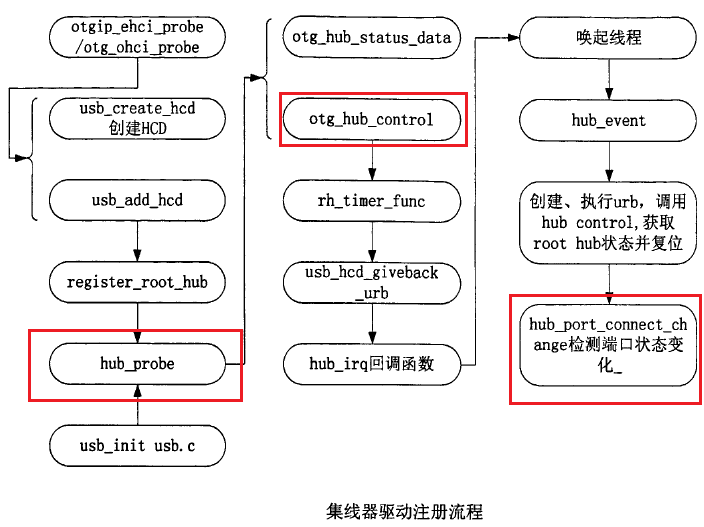 otgip_ehci_probe
/otg_ohci_probe
usb_create_hcd
创建HCD
usb_add_hcd
register_root_hub
hub_probe
usb_init usb.c
otg_hub_status_data
otg_hub_control
rh_timer_func
usb_hcd_giveback
_urb
hub_irq回调函数
唤起线程
hub_event
创建、执行urb，调用
hub control,获取
root hub状态并复位
hub_port_connect_ch
ange检测端口状态变
化_
集线器驱动注册流程